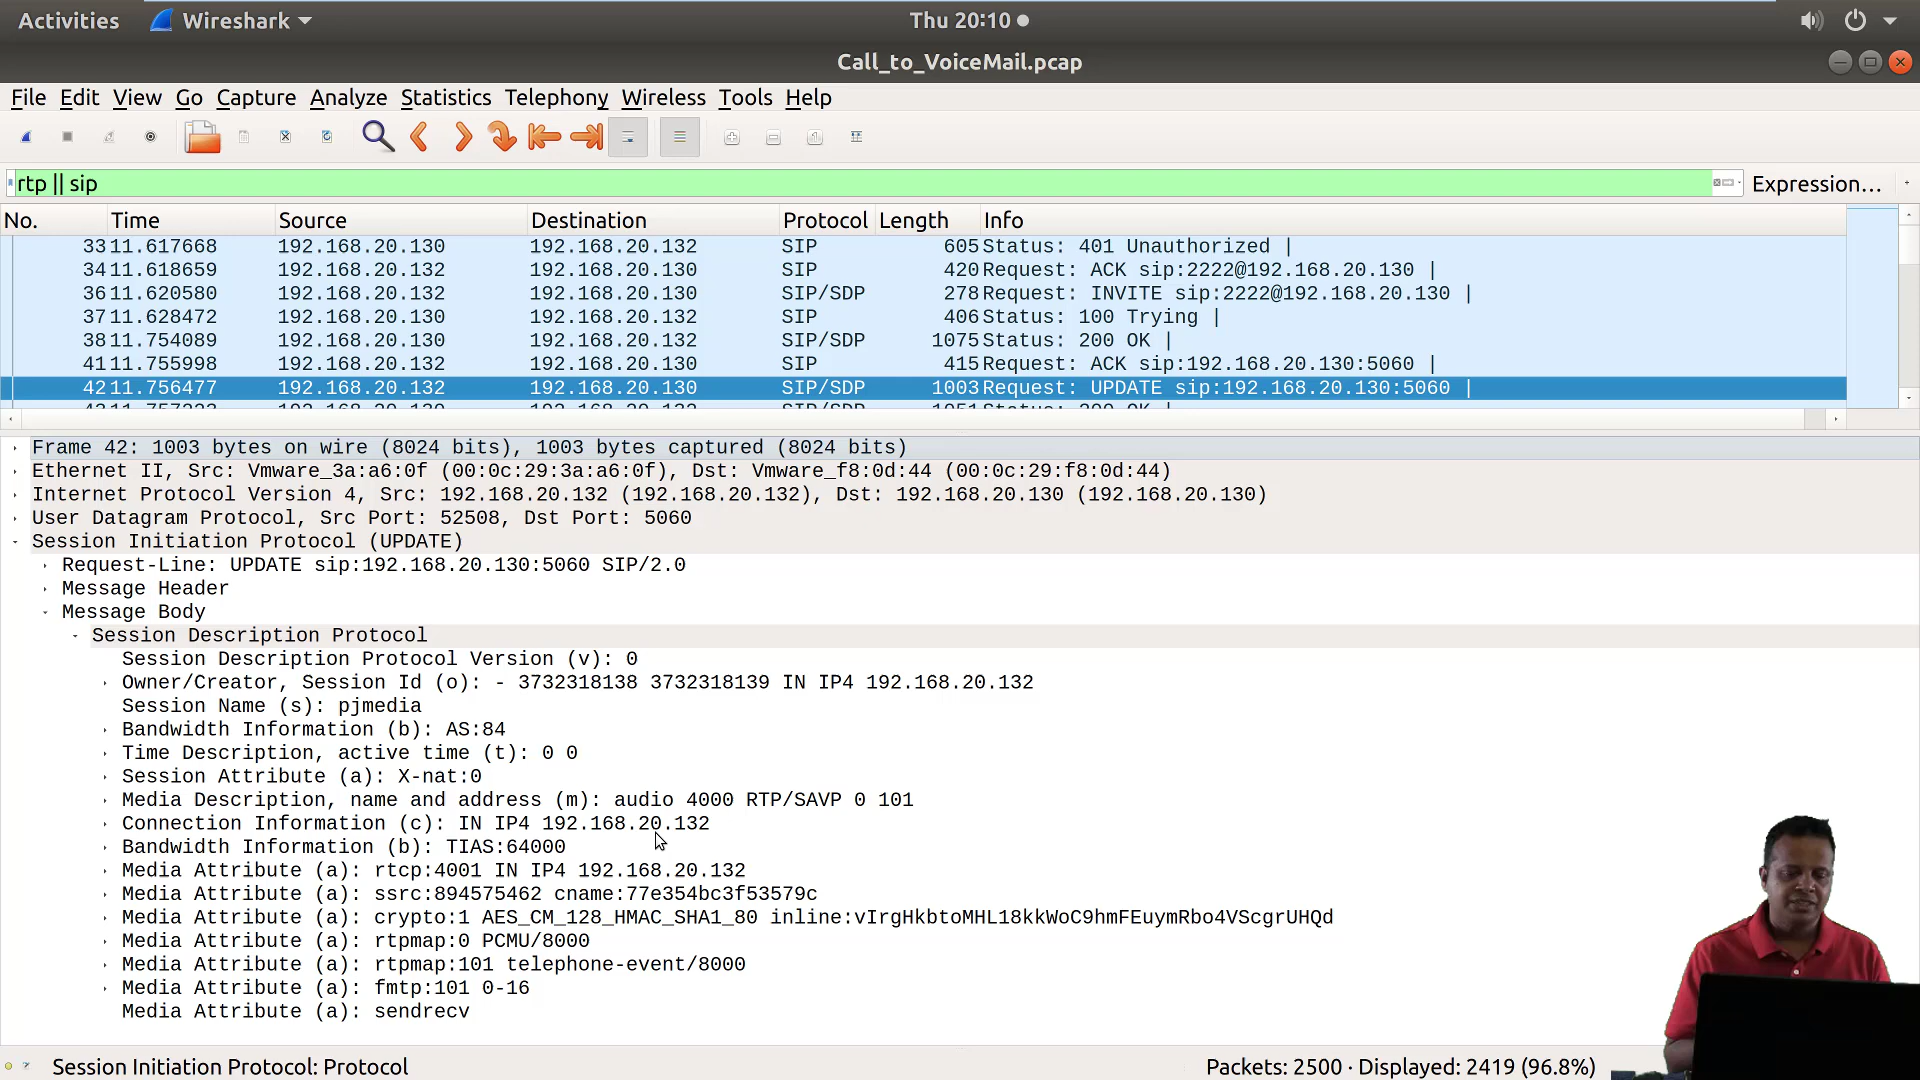 Activities Wireshark Thu 20:10
Call_to_VoiceMail.pcap
File Edit View Go Capture Analyze Statistics Telephony Wireless Tools Help
rtp || sip Expression…
No. Time Source Destination Protocol Length Info
33 11.617668 192.168.20.130 192.168.20.132 SIP 605 Status: 401 Unauthorized |
34 11.618659 192.168.20.132 192.168.20.130 SIP 420 Request: ACK sip:2222@192.168.20.130 |
36 11.620580 192.168.20.132 192.168.20.130 SIP/SDP 278 Request: INVITE sip:2222@192.168.20.130 |
37 11.628472 192.168.20.130 192.168.20.132 SIP 406 Status: 100 Trying |
38 11.754089 192.168.20.130 192.168.20.132 SIP/SDP 1075 Status: 200 OK |
41 11.755998 192.168.20.132 192.168.20.130 SIP 415 Request: ACK sip:192.168.20.130:5060 |
42 11.756477 192.168.20.132 192.168.20.130 SIP/SDP 1003 Request: UPDATE sip:192.168.20.130:5060 |
Frame 42: 1003 bytes on wire (8024 bits), 1003 bytes captured (8024 bits)
Ethernet II, Src: Vmware_3a:a6:0f (00:0c:29:3a:a6:0f), Dst: Vmware_f8:0d:44 (00:0c:29:f8:0d:44)
Internet Protocol Version 4, Src: 192.168.20.132 (192.168.20.132), Dst: 192.168.20.130 (192.168.20.130)
User Datagram Protocol, Src Port: 52508, Dst Port: 5060
Session Initiation Protocol (UPDATE)
Request-Line: UPDATE sip:192.168.20.130:5060 SIP/2.0
Message Header
Message Body
Session Description Protocol
Session Description Protocol Version (v): 0
Owner/Creator, Session Id (o): - 3732318138 3732318139 IN IP4 192.168.20.132
Session Name (s): pjmedia
Bandwidth Information (b): AS:84
Time Description, active time (t): 0 0
Session Attribute (a): X-nat:0
Media Description, name and address (m): audio 4000 RTP/SAVP 0 101
Connection Information (c): IN IP4 192.168.20.132
Bandwidth Information (b): TIAS:64000
Media Attribute (a): rtcp:4001 IN IP4 192.168.20.132
Media Attribute (a): ssrc:894575462 cname:77e354bc3f53579c
Media Attribute (a): crypto:1 AES_CM_128_HMAC_SHA1_80 inline:vIrgHkbtoMHL18kkWoC9hmFEuymRbo4VScgrUHQd
Media Attribute (a): rtpmap:0 PCMU/8000
Media Attribute (a): rtpmap:101 telephone-event/8000
Media Attribute (a): fmtp:101 0-16
Media Attribute (a): sendrecv
Session Initiation Protocol: Protocol Packets: 2500 · Displayed: 2419 (96.8%)